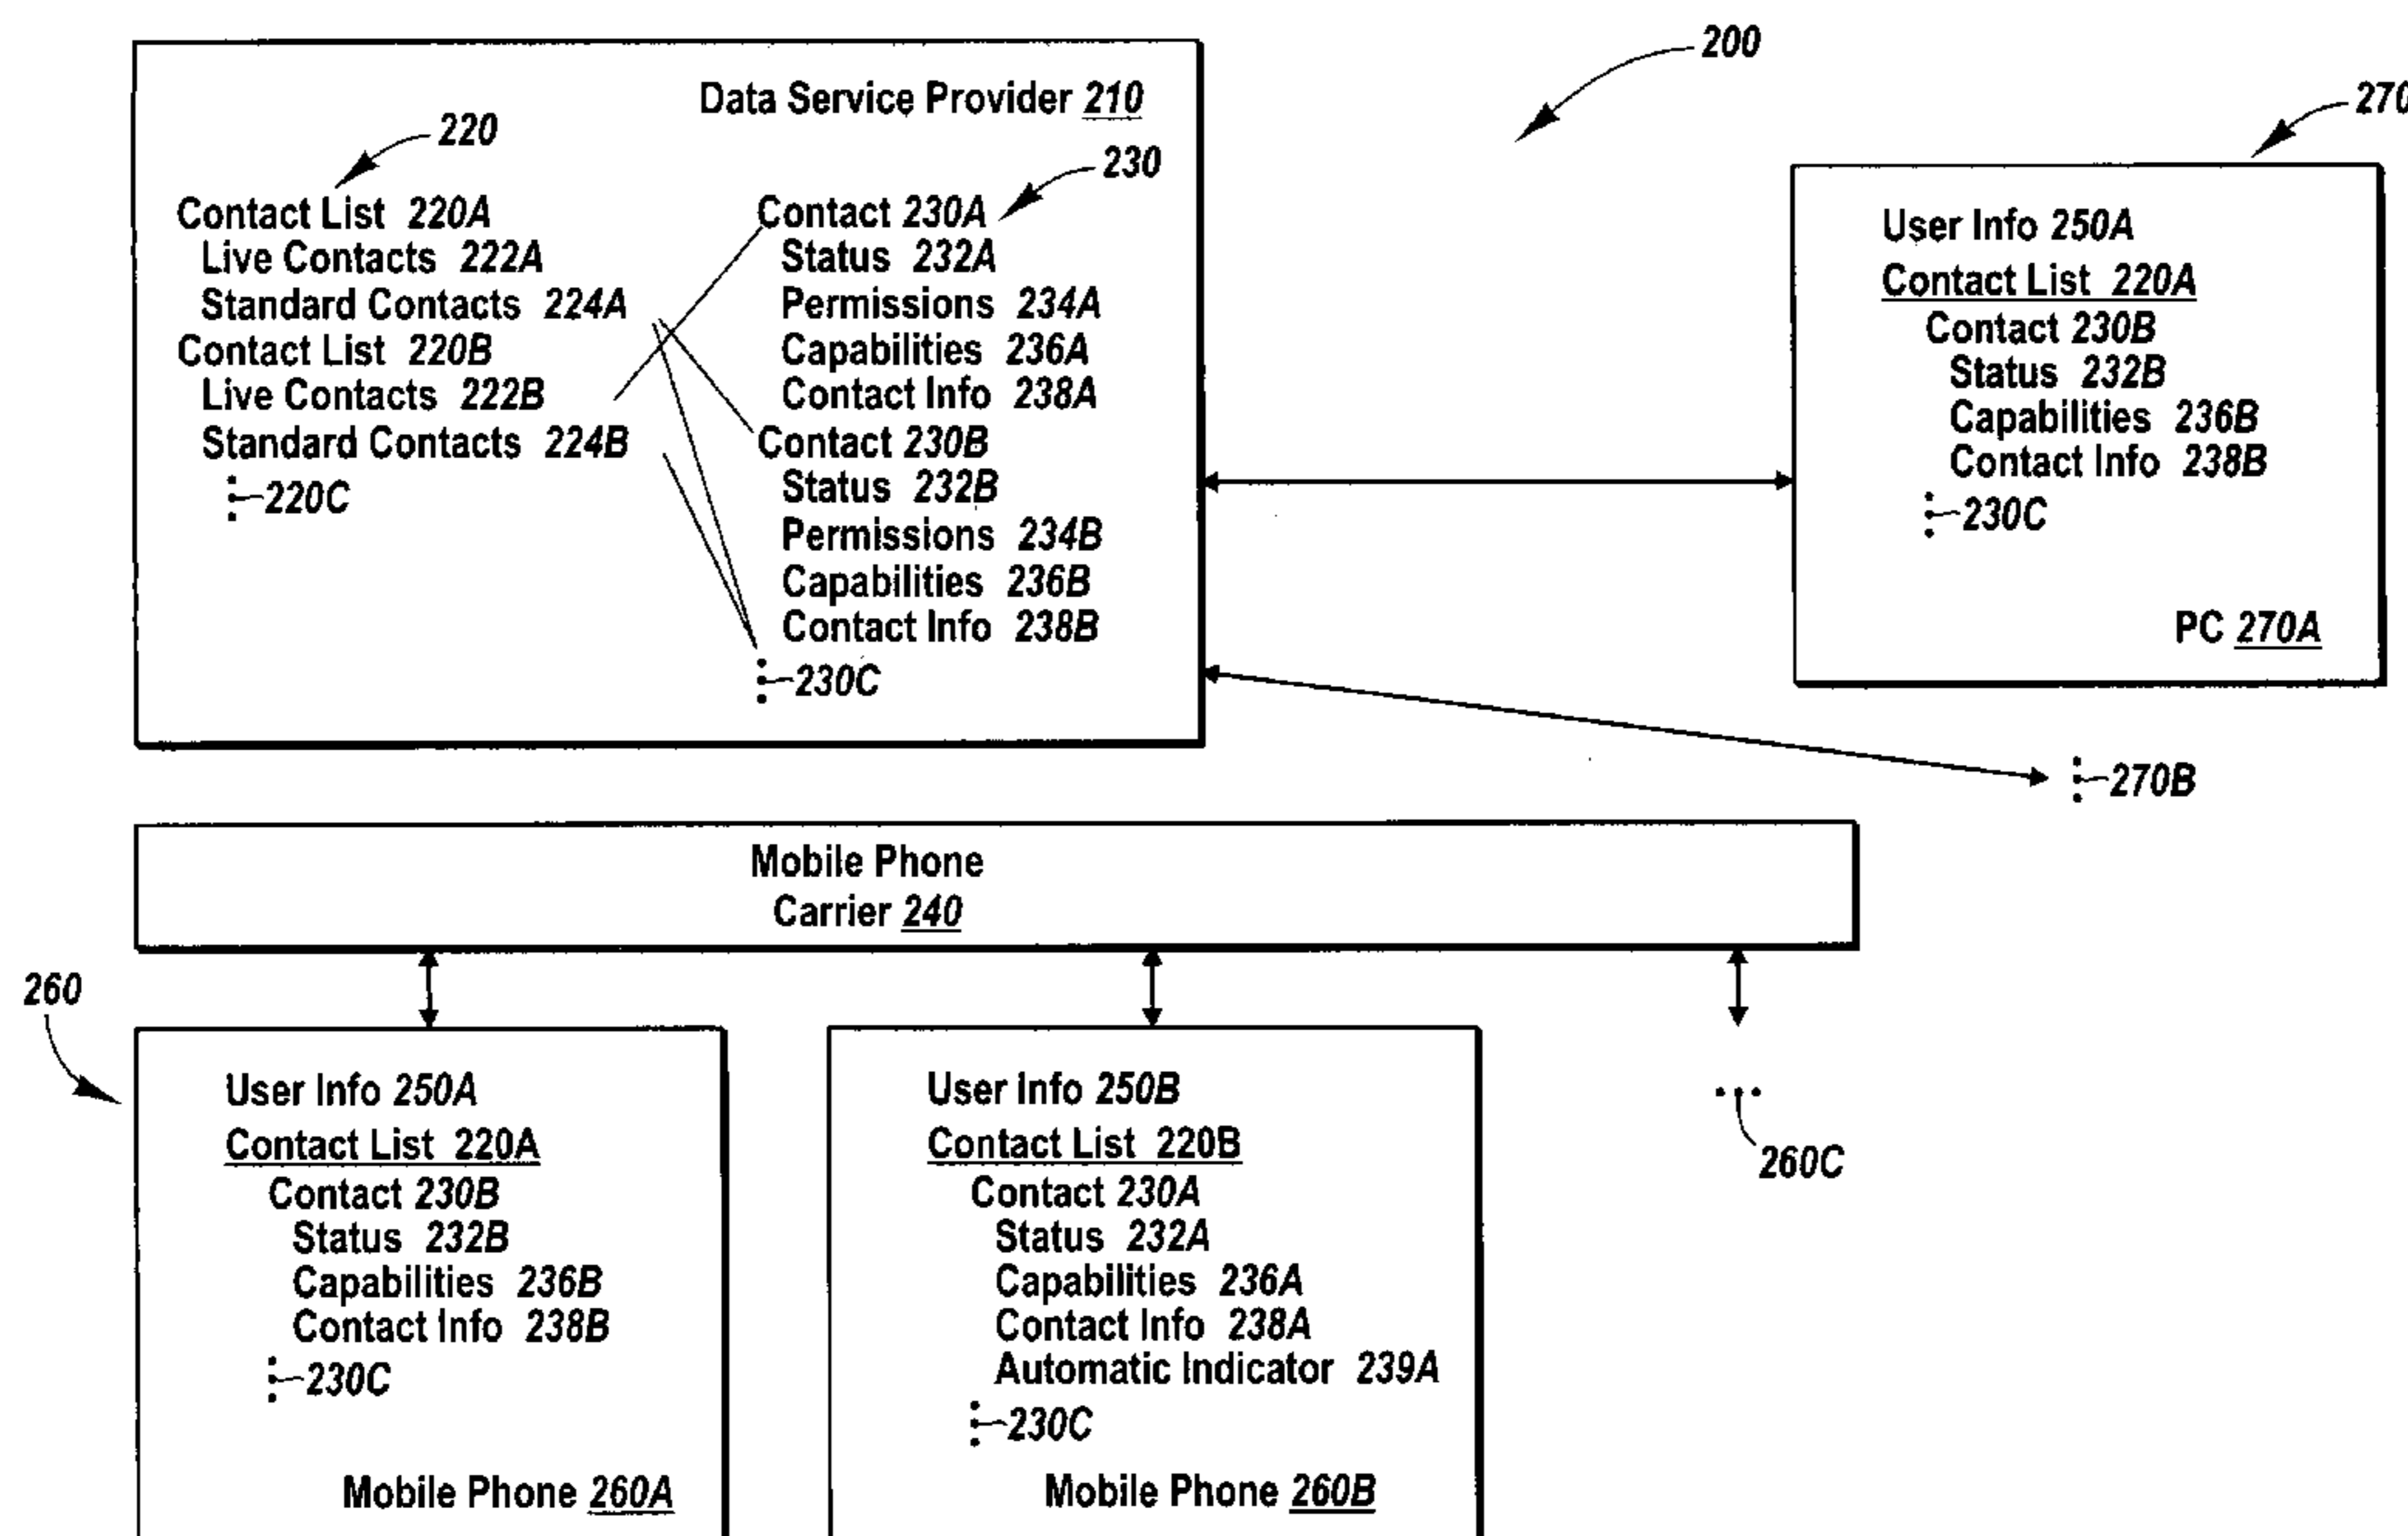 200
Data Service Provider 210
270
220
230
Contact List 220A
Live Contacts 222A
Standard Contacts 224A
Contact List 220B
Live Contacts 222B
Standard Contacts 224B
220C
Contact 230A
Status 232A
Permissions 234A
Capabilities 236A
Contact Info 238A
Contact 230B
Status 232B
Permissions 234B
Capabilities 236B
Contact Info 238B
230C
User Info 250A
Contact List 220A
Contact 230B
Status 232B
Capabilities 236B
Contact Info 238B
230C
PC 270A
270B
Mobile Phone
Carrier 240
260
User Info 250A
Contact List 220A
Contact 230B
Status 232B
Capabilities 236B
Contact Info 238B
230C
Mobile Phone 260A
User Info 250B
Contact List 220B
Contact 230A
Status 232A
Capabilities 236A
Contact Info 238A
Automatic Indicator 239A
230C
Mobile Phone 260B
260C